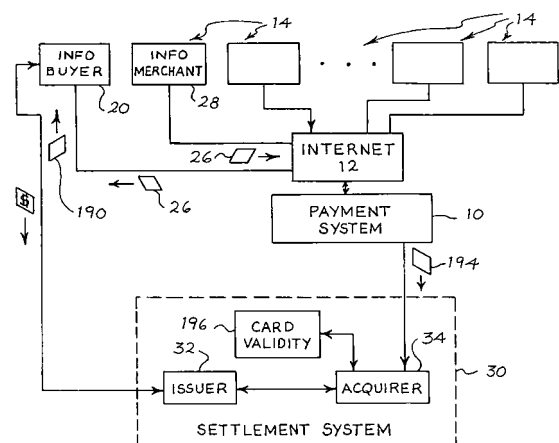 14
14
INFO
BUYER
INFO
MERCHANT
. . .
20
28
INTERNET
12
26
26
190
$
PAYMENT
SYSTEM
10
194
196
CARD
VALIDITY
32
34
ISSUER
ACQUIRER
30
SETTLEMENT SYSTEM